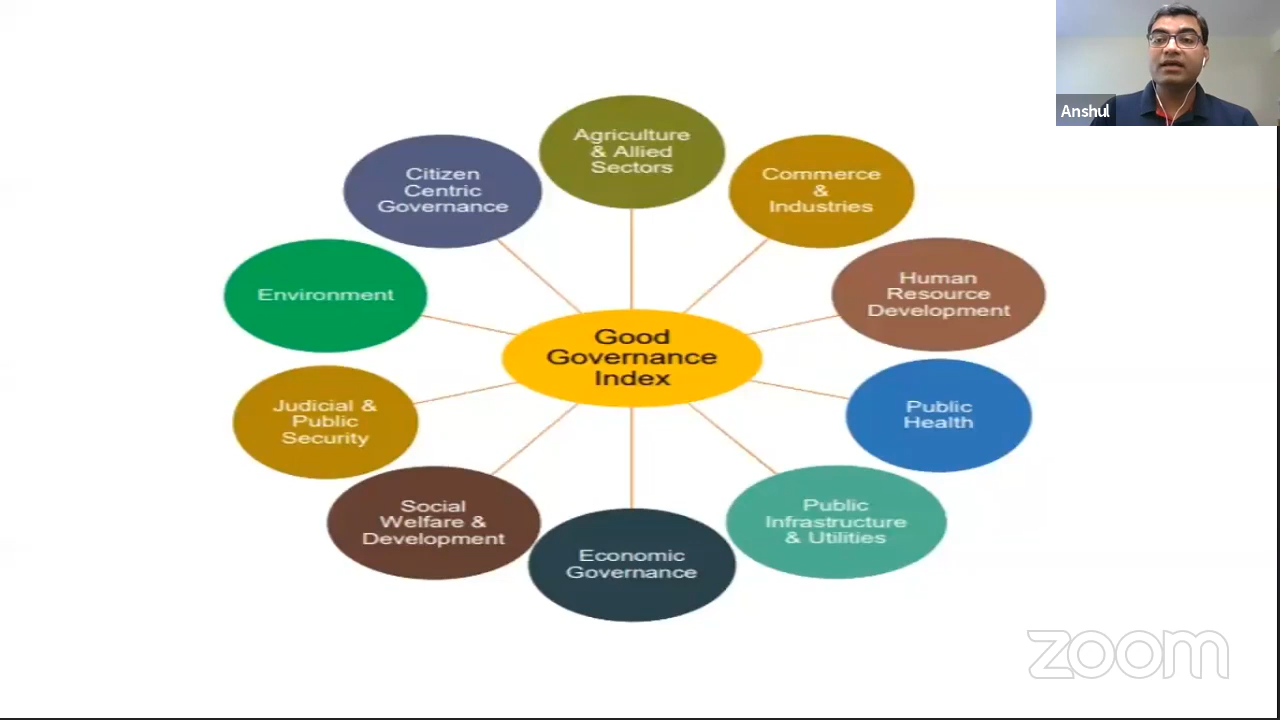 Anshul
Agriculture
& Allied
Sectors
Commerce
&
Industries
Human
Resource
Development
Public
Health
Public
Infrastructure
& Utilities
Economic
Governance
Social
Welfare &
Development
Judicial &
Public
Security
Environment
Citizen
Centric
Governance
Good
Governance
Index
zoom